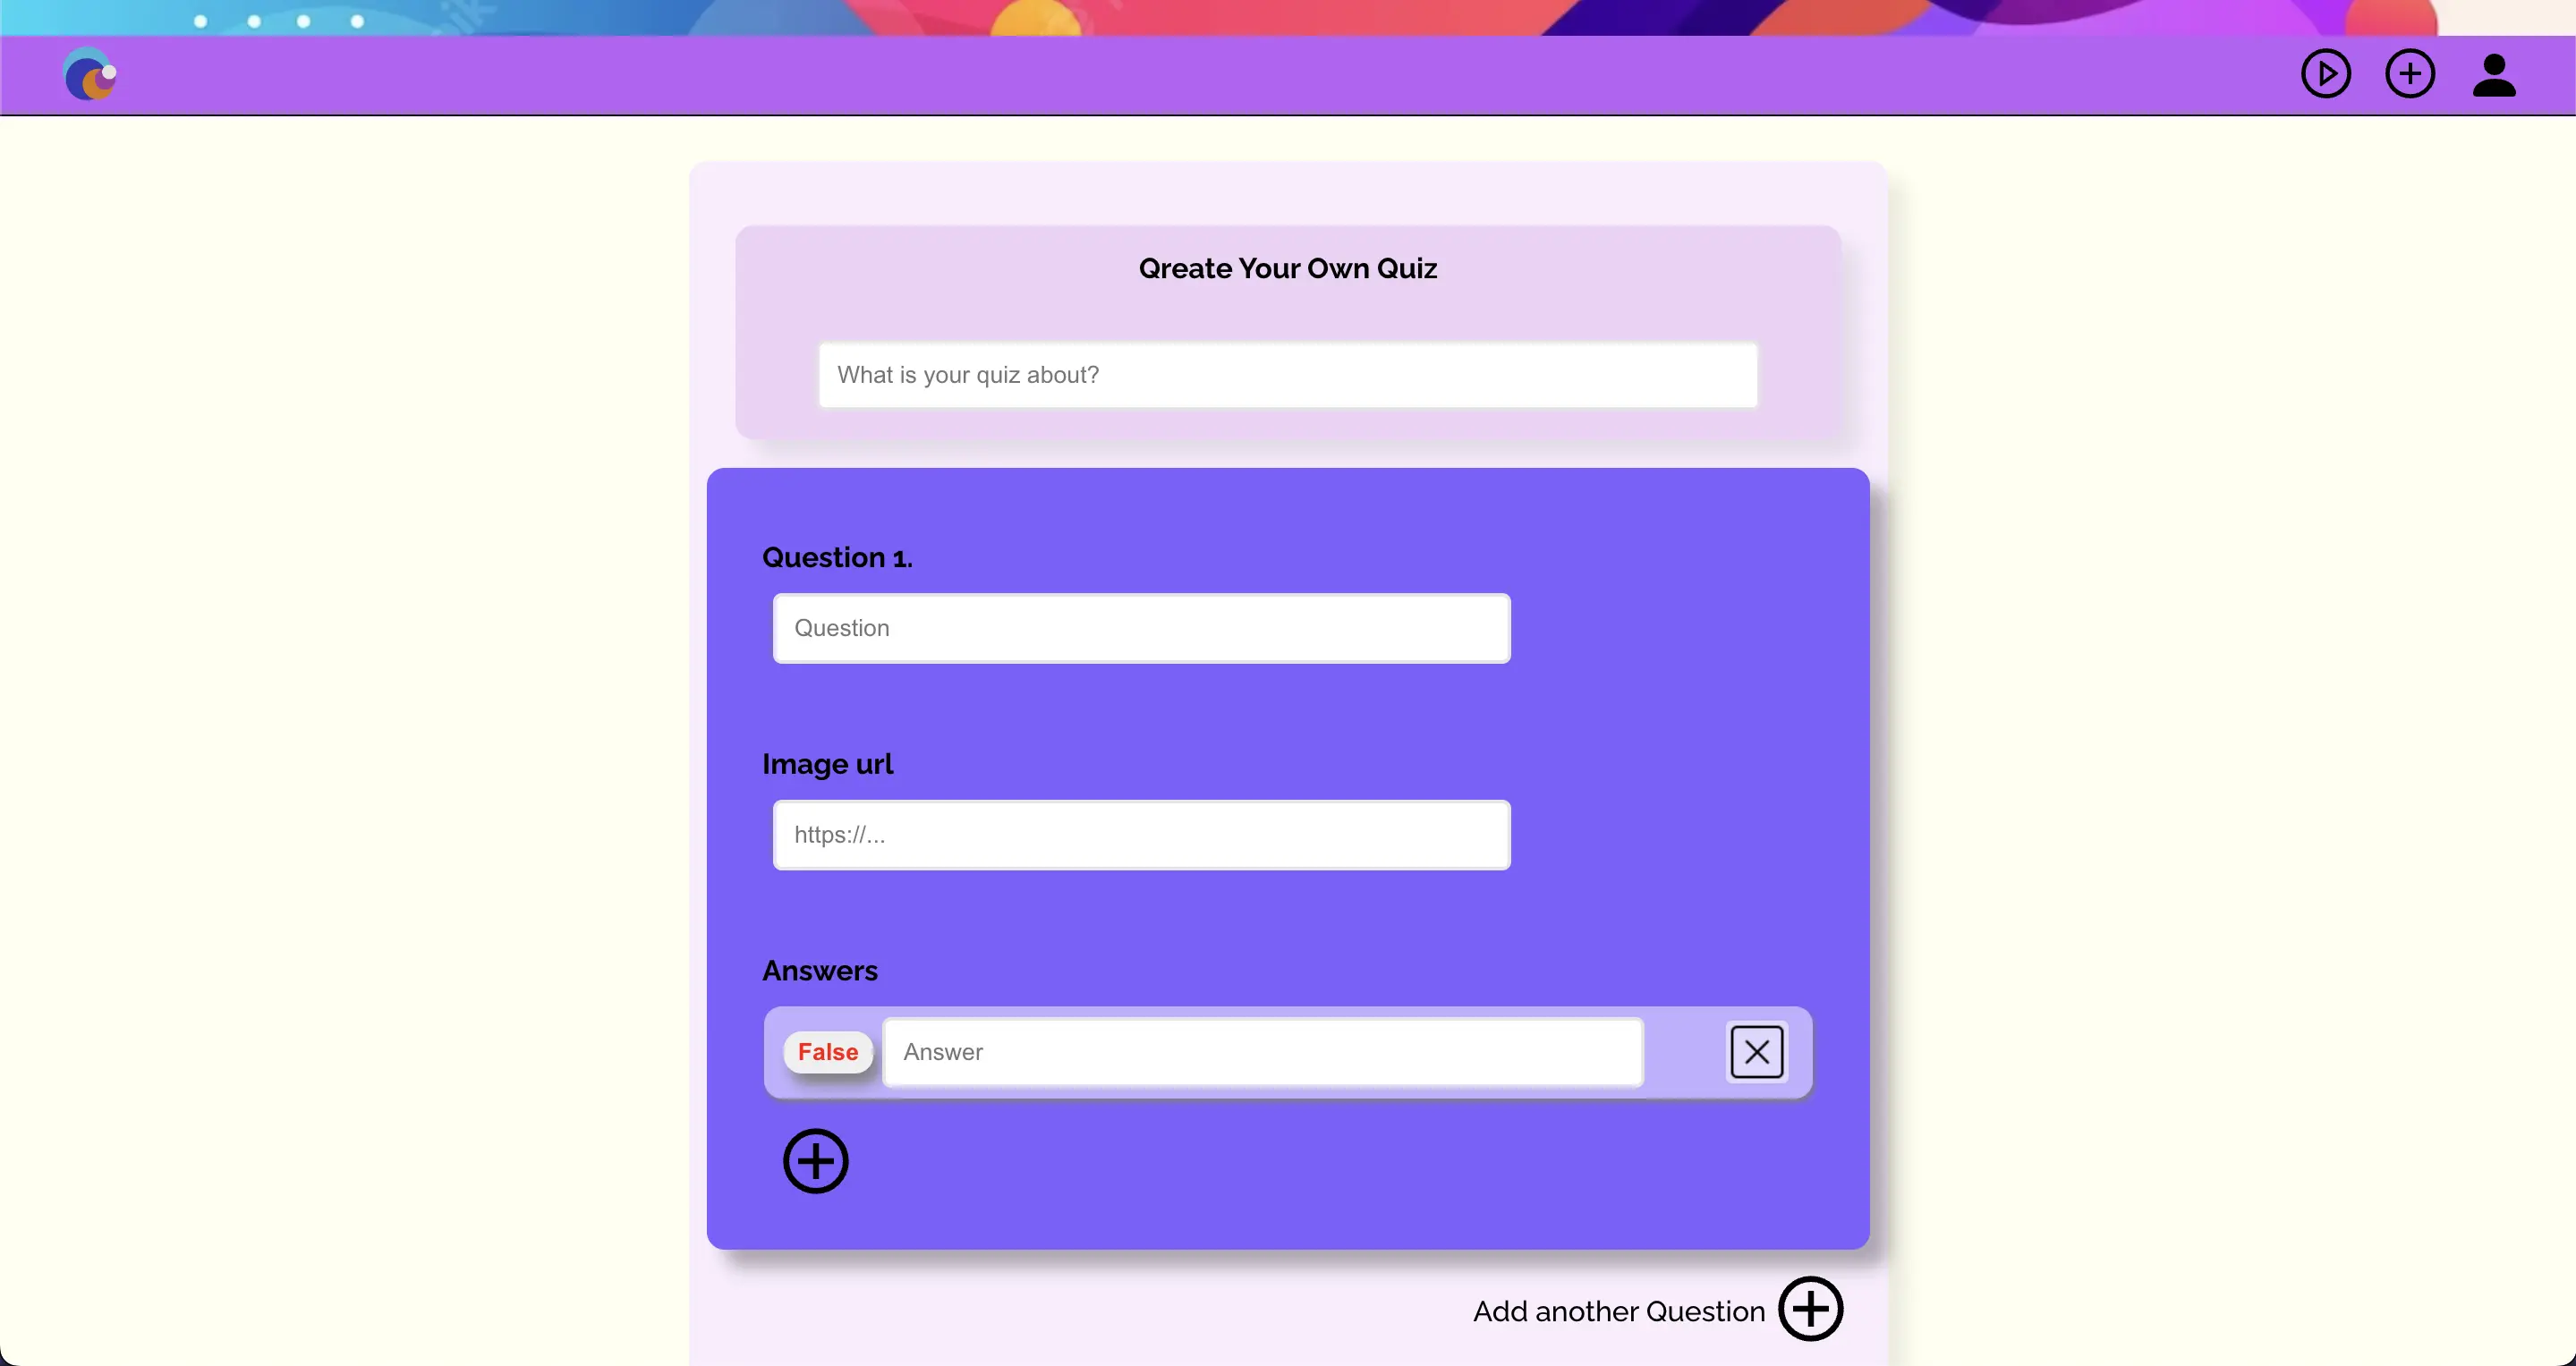 Qreate Your Own Quiz
What is your quiz about?
Question 1.
Question
Image url
https://...
Answers
False
Answer
Add another Question